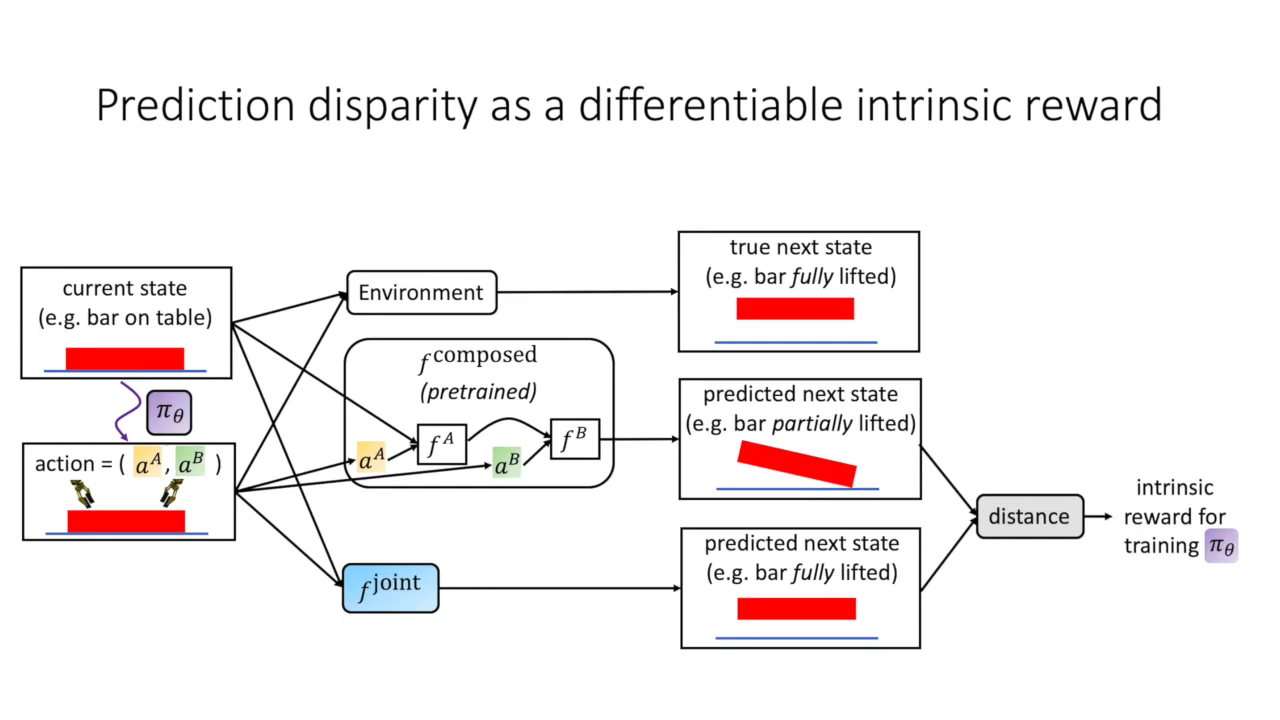 Prediction disparity as a differentiable intrinsic reward
current state
(e.g. bar on table)
π_θ
action = ( a^A , a^B )
Environment
f^composed
(pretrained)
a^A
f^A
a^B
f^B
f^joint
true next state
(e.g. bar fully lifted)
predicted next state
(e.g. bar partially lifted)
predicted next state
(e.g. bar fully lifted)
distance
intrinsic
reward for
training π_θ